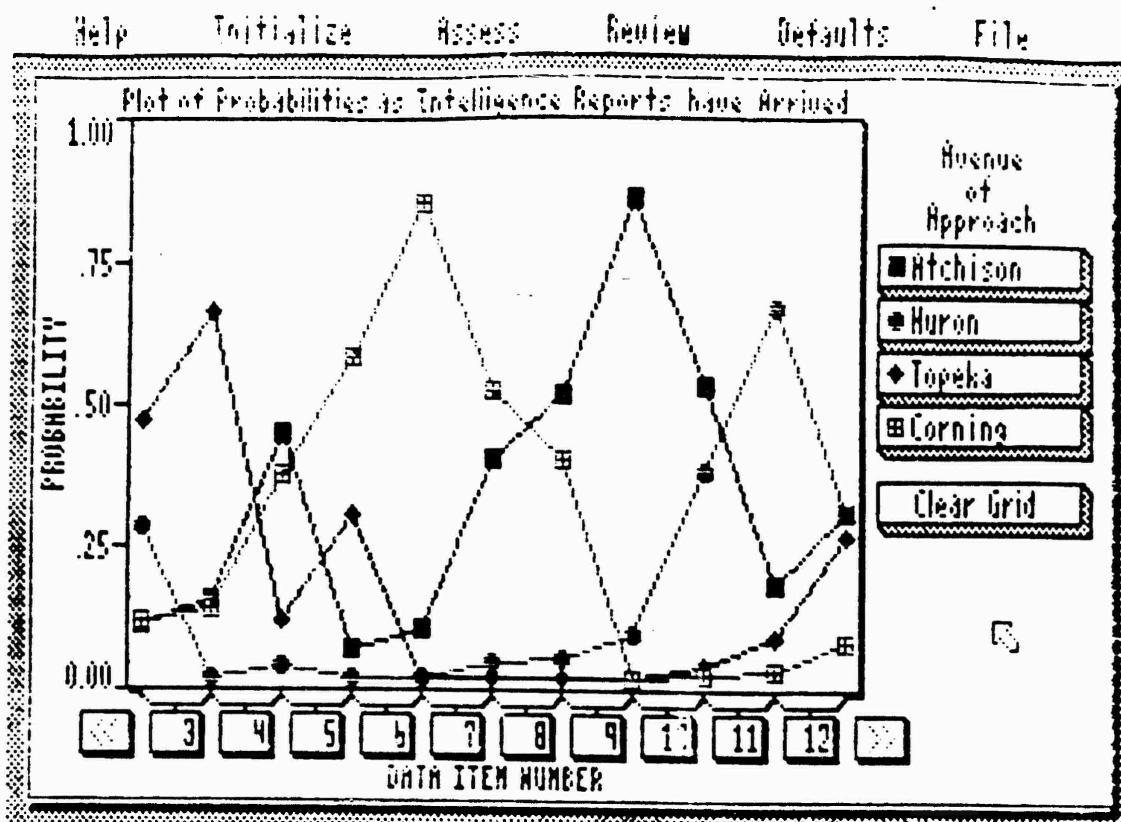 Help Initialize Assess Review Defaults File
Plot of Probabilities as Intelligence Reports have Arrived
1.00
.75
.50
.25
0.00
PROBABILITY
Avenue
of
Approach
Atchison
Huron
Topeka
Corning
Clear Grid
<< 3 4 5 6 7 8 9 10 11 12 >>
DATA ITEM NUMBER